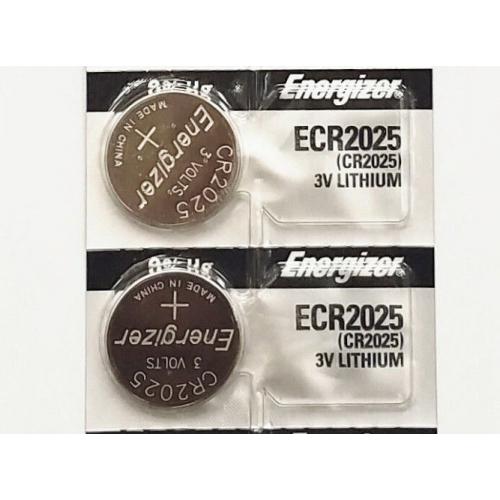 Energizer
ECR2025
(CR2025)
3V LITHIUM
MADE IN CHINA
+
Energizer
3 VOLTS
CR2025
Energizer
ECR2025
(CR2025)
3V LITHIUM
MADE IN CHINA
+
Energizer
3 VOLTS
CR2025